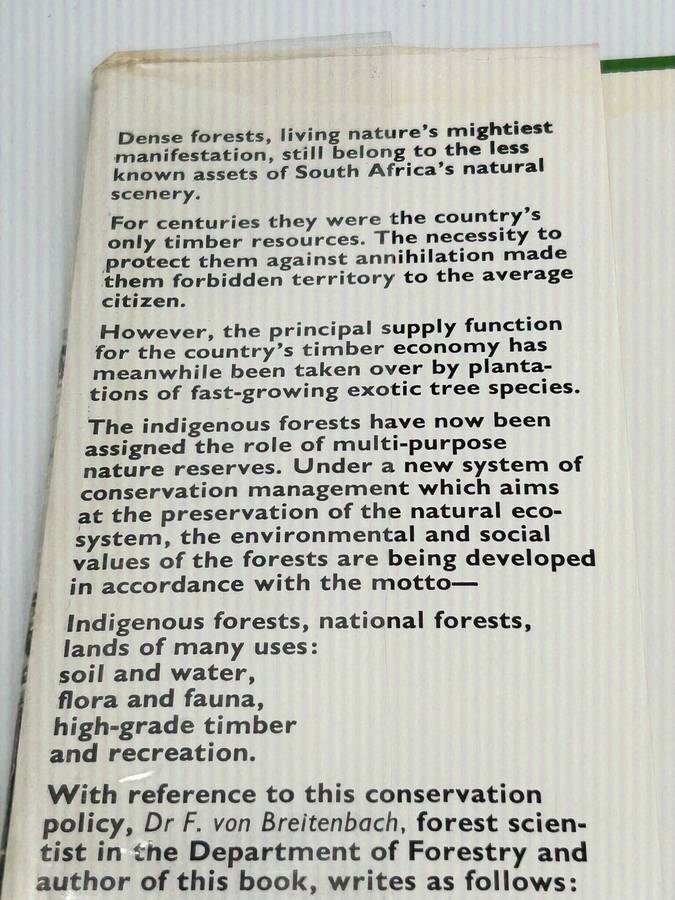 Dense forests, living nature's mightiest
manifestation, still belong to the less
known assets of South Africa's natural
scenery.
For centuries they were the country's
only timber resources. The necessity to
protect them against annihilation made
them forbidden territory to the average
citizen.
However, the principal supply function
for the country's timber economy has
meanwhile been taken over by planta-
tions of fast-growing exotic tree species.
The indigenous forests have now been
assigned the role of multi-purpose
nature reserves. Under a new system of
conservation management which aims
at the preservation of the natural eco-
system, the environmental and social
values of the forests are being developed
in accordance with the motto—
Indigenous forests, national forests,
lands of many uses:
soil and water,
flora and fauna,
high-grade timber
and recreation.
With reference to this conservation
policy, Dr F. von Breitenbach, forest scien-
tist in the Department of Forestry and
author of this book, writes as follows: